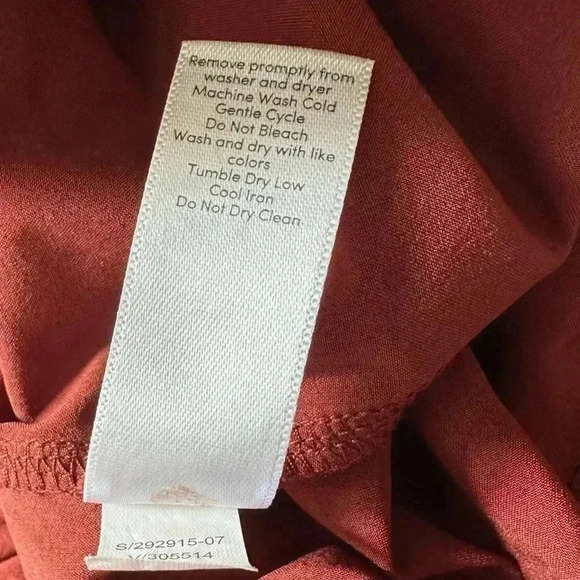 Remove promptly from
washer and dryer
Machine Wash Cold
Gentle Cycle
Do Not Bleach
Wash and dry with like
colors
Tumble Dry Low
Cool Iron
Do Not Dry Clean
S/292915-07
V/305514